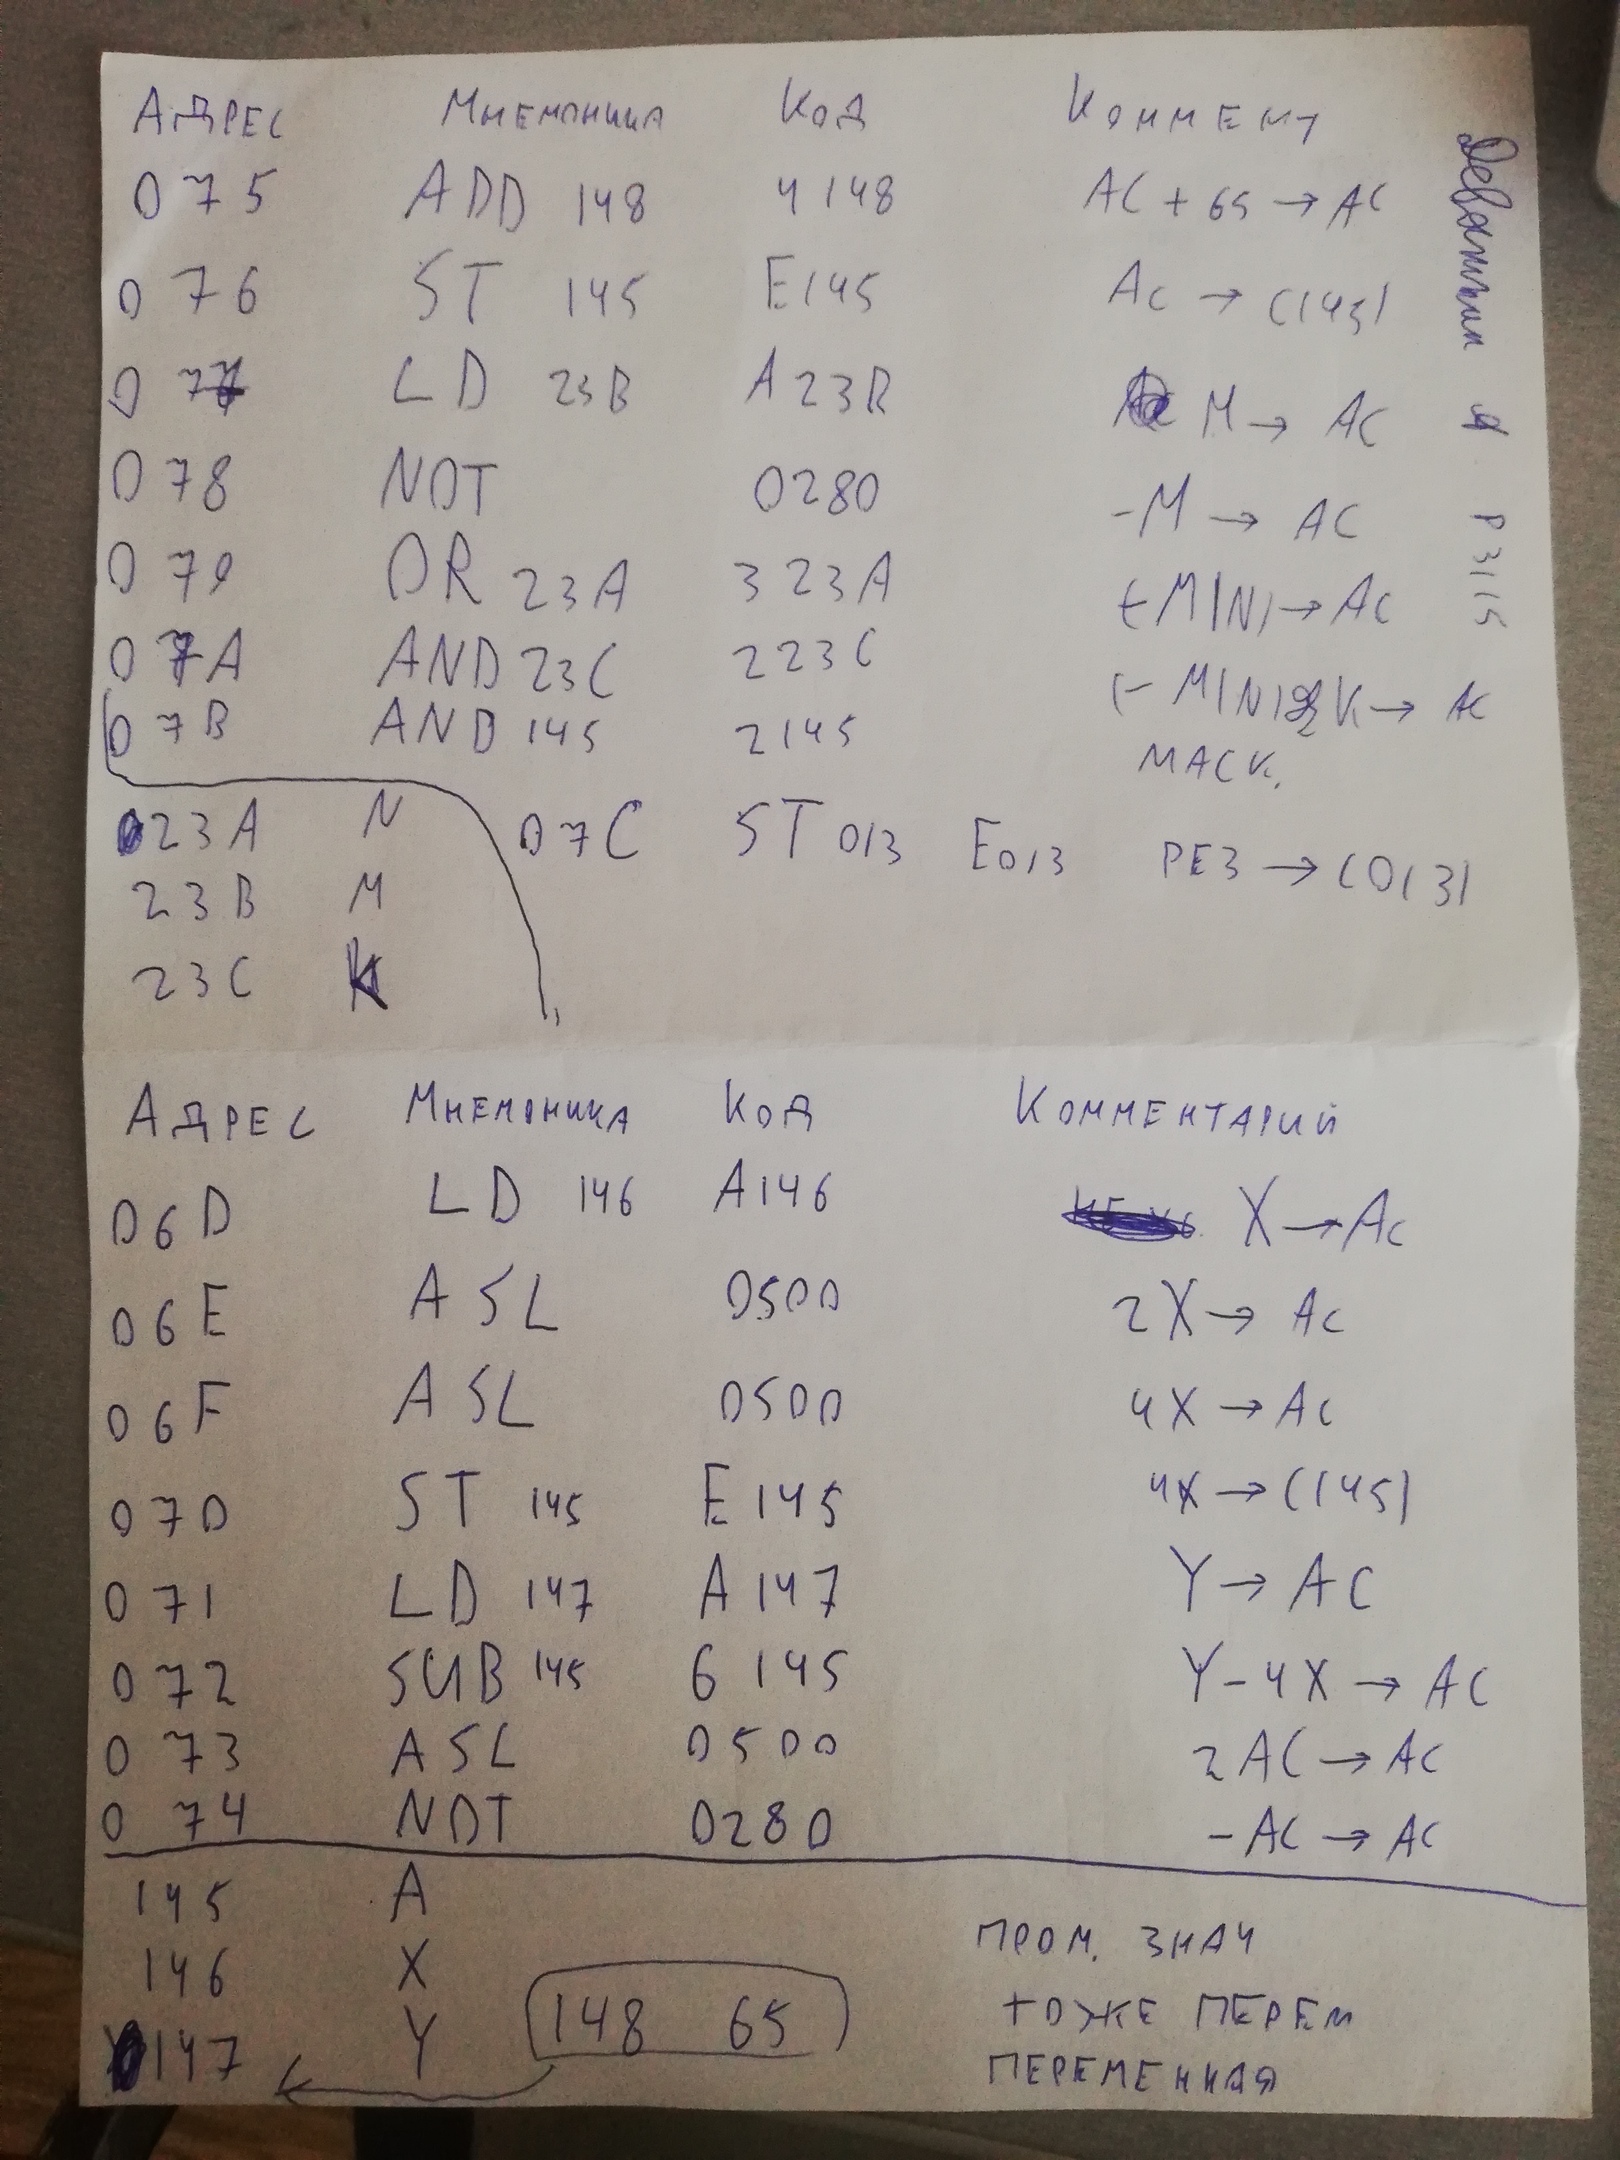 АДРЕС МНЕМОНИКА КОД КОММЕНТ
075 ADD 148 4148 AC + 65 → AC
076 ST 145 E145 AC → (145)
077 LD 23B A23B M → AC
078 NOT 0280 -M → AC
079 OR 23A 323A (-M|N) → AC
07A AND 23C 223C (-M|N)&K → AC
07B AND 145 2145 МАСК.
23A N 07C ST 013 E013 РЕЗ → (013)
23B M
23C K
P3115
АДРЕС МНЕМОНИКА КОД КОММЕНТАРИЙ
06D LD 146 A146 X → AC
06E ASL 0500 2X → AC
06F ASL 0500 4X → AC
070 ST 145 E145 4X → (145)
071 LD 147 A147 Y → AC
072 SUB 145 6145 Y - 4X → AC
073 ASL 0500 2AC → AC
074 NOT 0280 -AC → AC
145 A ПРОМ. ЗНАЧ
146 X ТОЖЕ ПЕРЕМ
147 Y 148 65 ПЕРЕМЕННАЯ